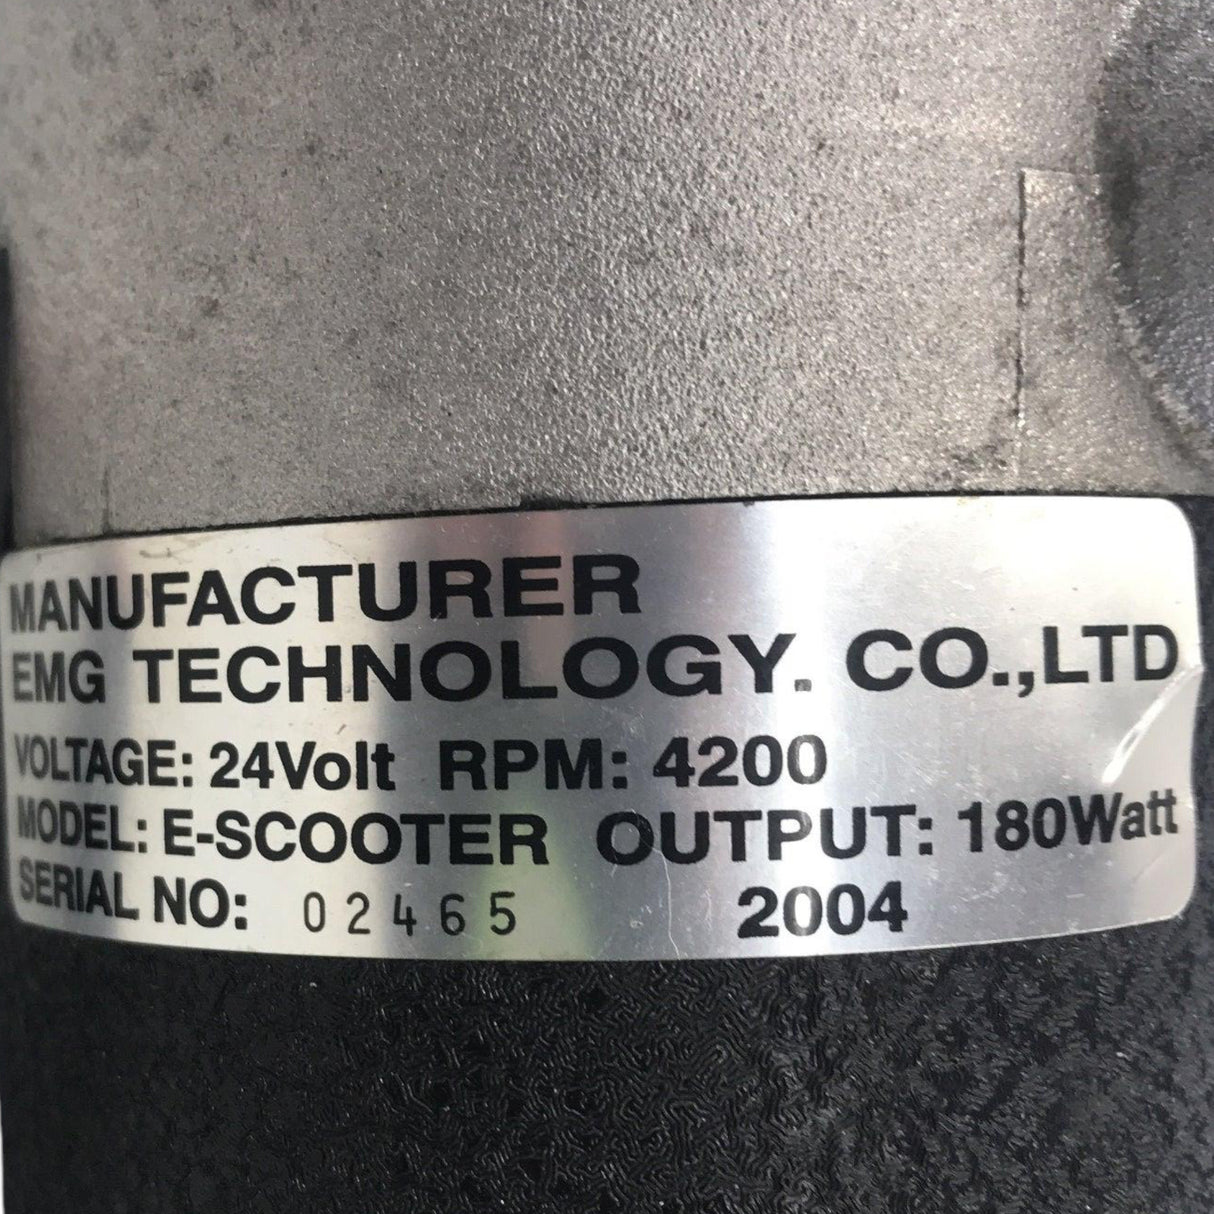 MANUFACTURER
EMG TECHNOLOGY. CO.,LTD
VOLTAGE: 24Volt RPM: 4200
MODEL: E-SCOOTER OUTPUT: 180Watt
SERIAL NO: 02465 2004